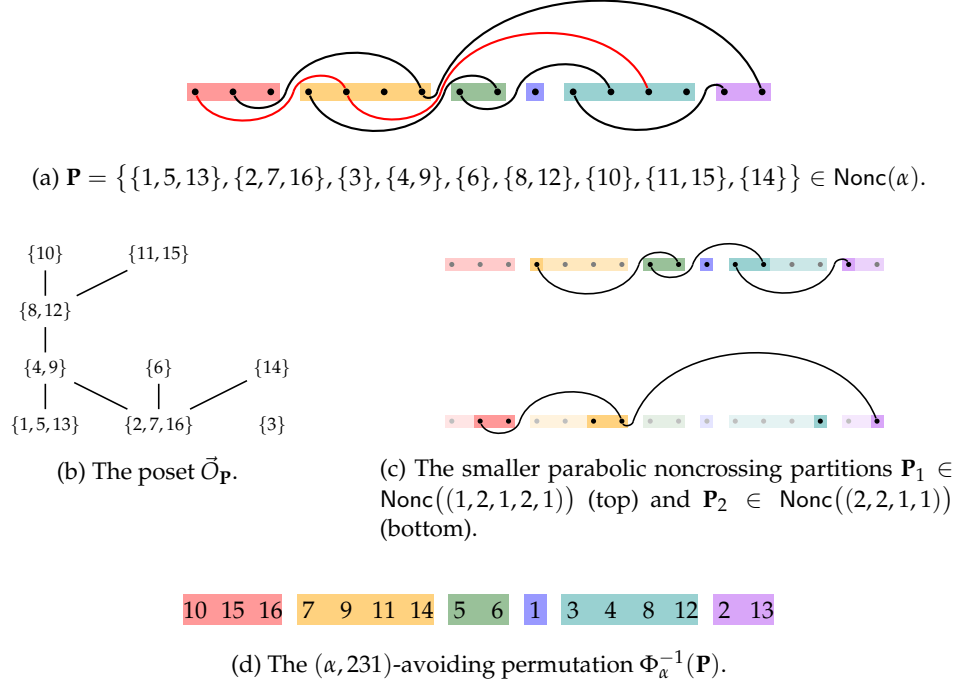 (a) P = {{1, 5, 13}, {2, 7, 16}, {3}, {4, 9}, {6}, {8, 12}, {10}, {11, 15}, {14}} ∈ Nonc(α).
{10} {11, 15}
{8, 12}
{4, 9} {6} {14}
{1, 5, 13} {2, 7, 16} {3}
(b) The poset O⃗_P.
(c) The smaller parabolic noncrossing partitions P₁ ∈
Nonc((1, 2, 1, 2, 1)) (top) and P₂ ∈ Nonc((2, 2, 1, 1))
(bottom).
10 15 16 7 9 11 14 5 6 1 3 4 8 12 2 13
(d) The (α, 231)-avoiding permutation Φ_α^{-1}(P).